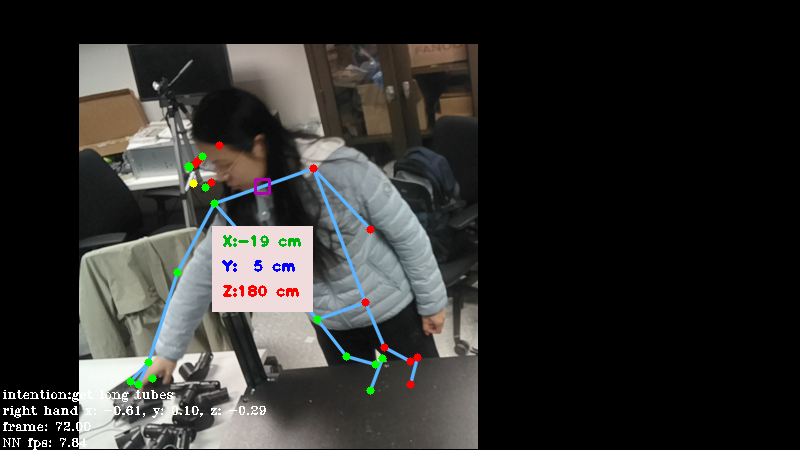 FANUC
X:-19 cm
Y: 5 cm
Z:180 cm
intention:get long tubes
right hand x: -0.61, y: 0.10, z: -0.29
frame: 72.00
NN fps: 7.84